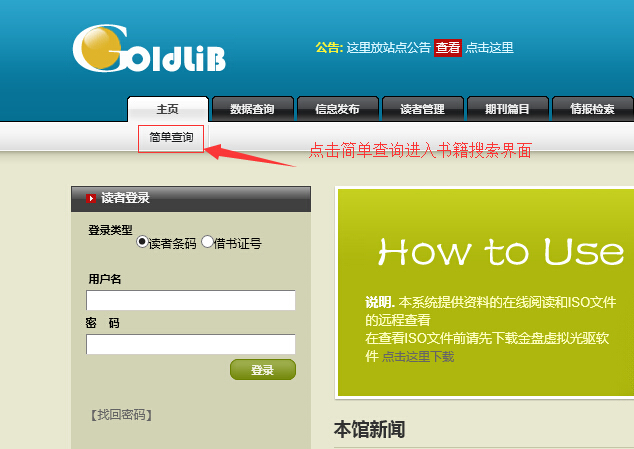 GOLDLIB
公告: 这里放站点公告 查看 点击这里
主页 数据查询 信息发布 读者管理 期刊篇目 情报检索
简单查询
点击简单查询进入书籍搜索界面
读者登录
登录类型
读者条码 借书证号
用户名
密 码
登录
【找回密码】
How to Use
说明. 本系统提供资料的在线阅读和ISO文件
的远程查看
在查看ISO文件前请先下载金盘虚拟光驱软
件 点击这里下载
本馆新闻